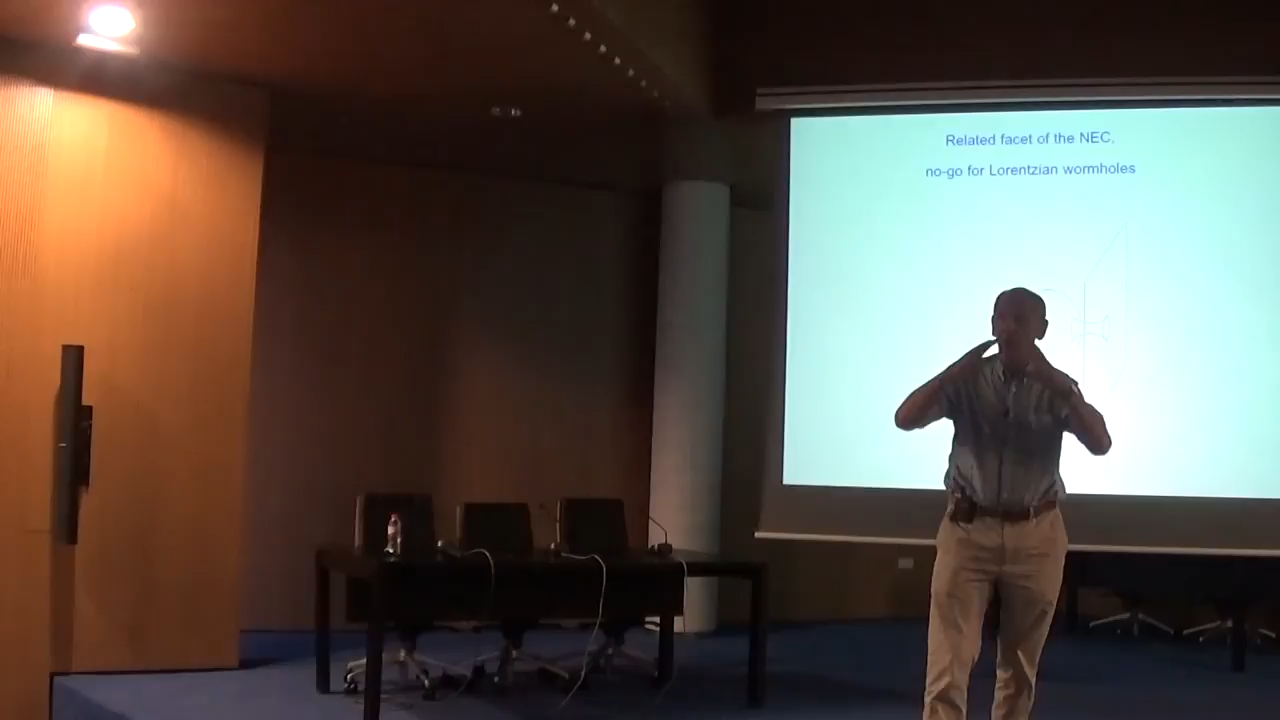 Related facet of the NEC,
no-go for Lorentzian wormholes